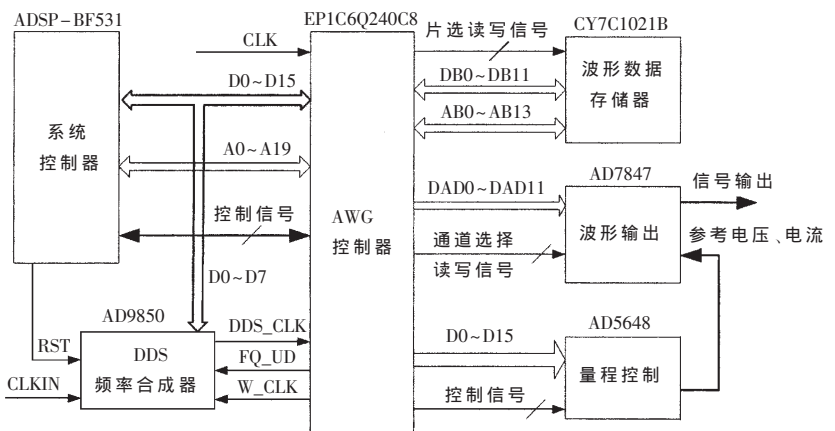 ADSP-BF531
EP1C6Q240C8
CY7C1021B
CLK
片选读写信号
D0~D15
DB0~DB11
波形数据
存储器
系统
控制器
AB0~AB13
A0~A19
AD7847
信号输出
DAD0~DAD11
控制信号
AWG
控制器
波形输出
通道选择
读写信号
参考电压、电流
D0~D7
AD9850
DDS_CLK
AD5648
RST
DDS
频率合成器
FQ_UD
D0~D15
量程控制
CLKIN
W_CLK
控制信号